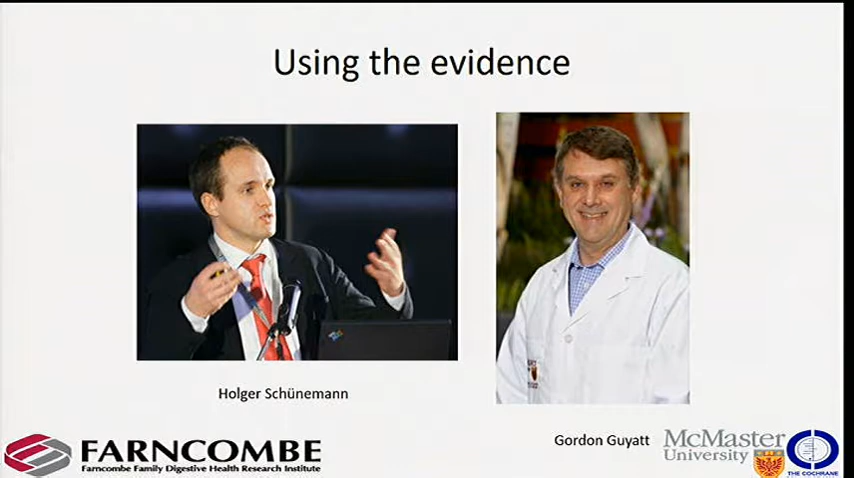 Using the evidence
Holger Schünemann
Gordon Guyatt
FARNCOMBE
Farncombe Family Digestive Health Research Institute
McMaster
University
THE COCHRANE